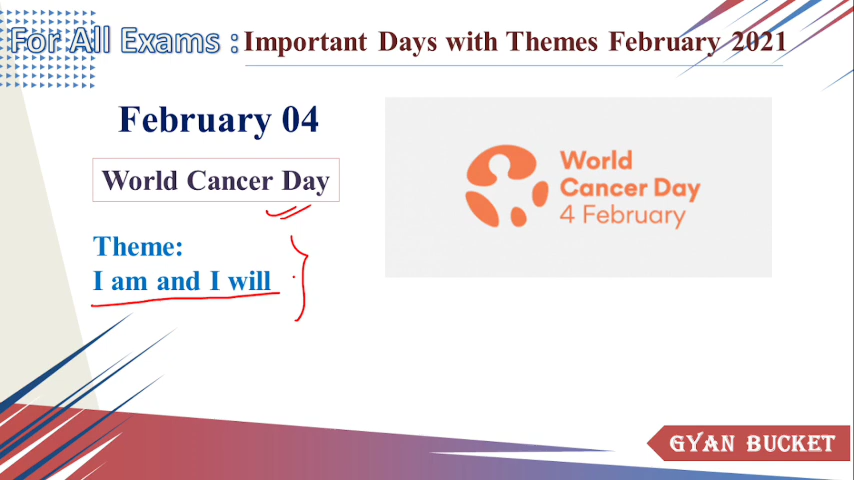 For All Exams : Important Days with Themes February 2021
February 04
World Cancer Day
Theme:
I am and I will
World
Cancer Day
4 February
GYAN BUCKET